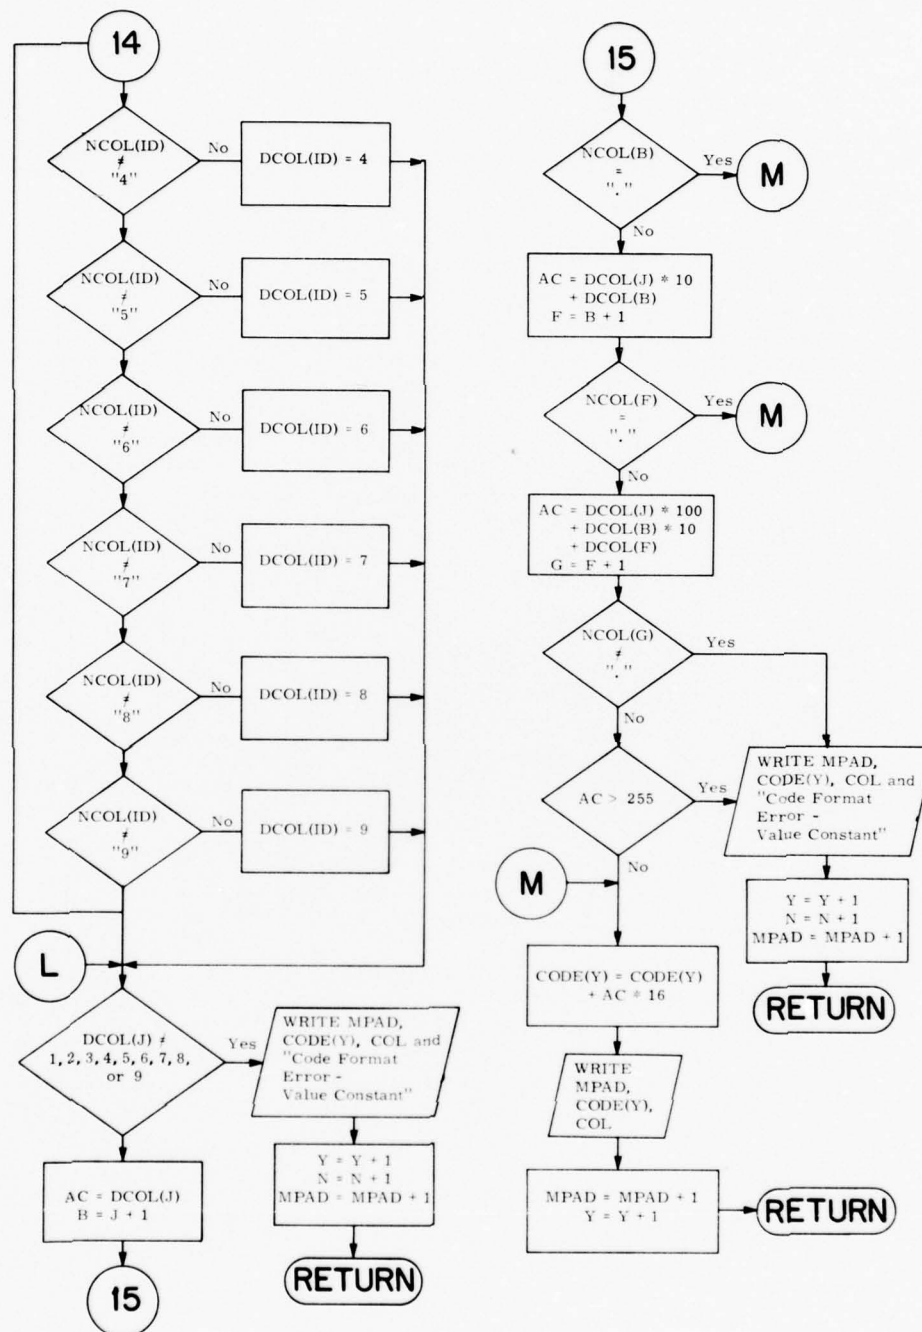 14
NCOL(ID)
≠
"4"
No
DCOL(ID) = 4
NCOL(ID)
≠
"5"
No
DCOL(ID) = 5
NCOL(ID)
≠
"6"
No
DCOL(ID) = 6
NCOL(ID)
≠
"7"
No
DCOL(ID) = 7
NCOL(ID)
≠
"8"
No
DCOL(ID) = 8
NCOL(ID)
≠
"9"
No
DCOL(ID) = 9
L
DCOL(J) ≠
1, 2, 3, 4, 5, 6, 7, 8,
or 9
Yes
WRITE MPAD,
CODE(Y), COL and
"Code Format
Error -
Value Constant"
Y = Y + 1
N = N + 1
MPAD = MPAD + 1
RETURN
AC = DCOL(J)
B = J + 1
15
15
NCOL(B)
=
"."
Yes
M
No
AC = DCOL(J) * 10
+ DCOL(B)
F = B + 1
NCOL(F)
=
"."
Yes
M
No
AC = DCOL(J) * 100
+ DCOL(B) * 10
+ DCOL(F)
G = F + 1
NCOL(G)
≠
"."
Yes
No
AC > 255
Yes
WRITE MPAD,
CODE(Y), COL and
"Code Format
Error -
Value Constant"
Y = Y + 1
N = N + 1
MPAD = MPAD + 1
RETURN
No
M
CODE(Y) = CODE(Y)
+ AC * 16
WRITE
MPAD,
CODE(Y),
COL
MPAD = MPAD + 1
Y = Y + 1
RETURN